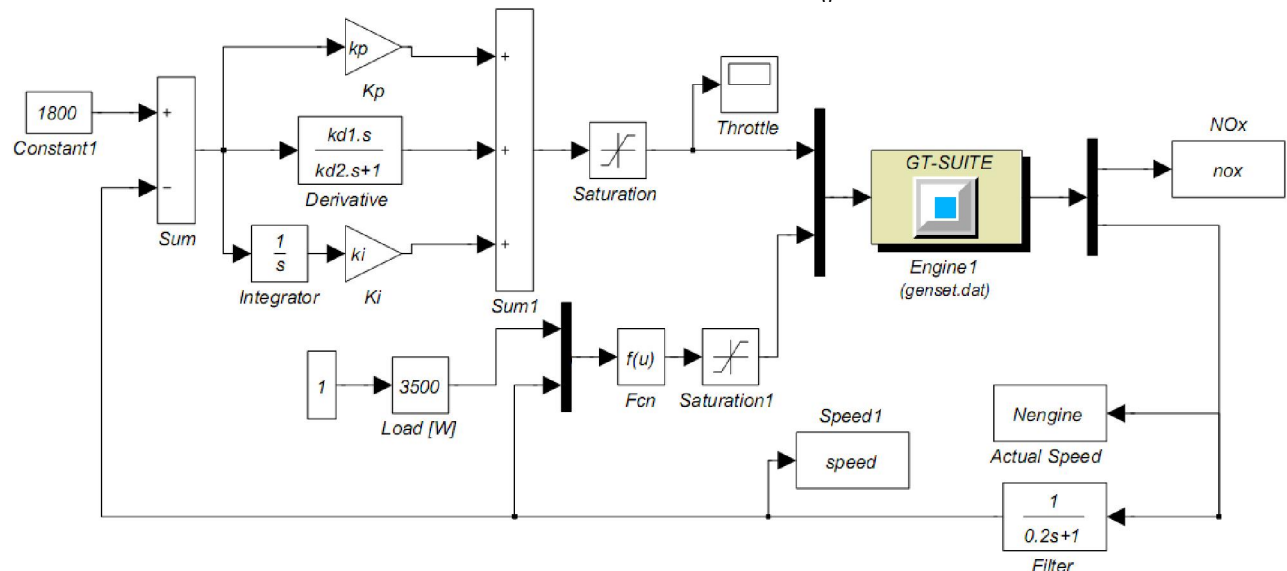 kp
Kp
1800
Constant1
+
−
Sum
kd1.s
kd2.s+1
Derivative
1
s
Integrator
ki
Ki
+
+
+
Sum1
Saturation
Throttle
GT-SUITE
Engine1
(genset.dat)
NOx
nox
1
3500
Load [W]
f(u)
Fcn
Saturation1
Speed1
speed
Nengine
Actual Speed
1
0.2s+1
Filter